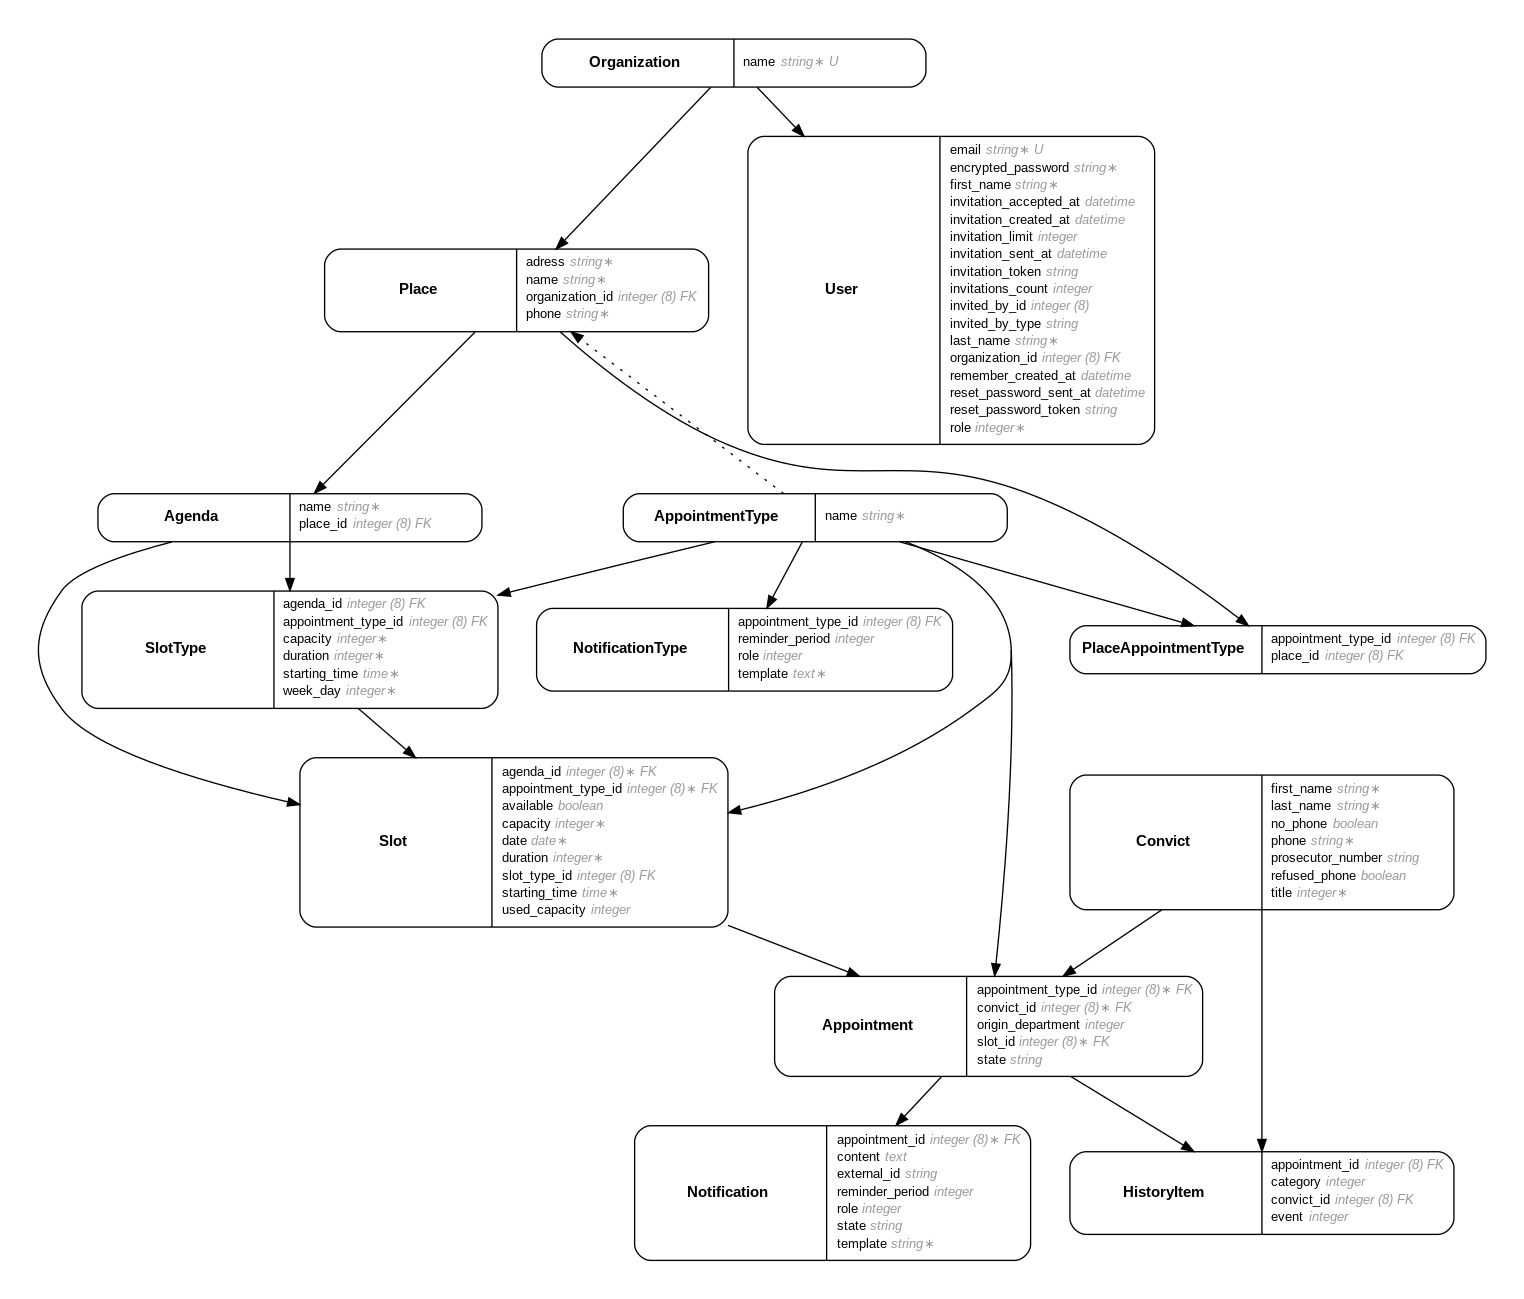 Organization
name string* U
User
email string* U
encrypted_password string*
first_name string*
invitation_accepted_at datetime
invitation_created_at datetime
invitation_limit integer
invitation_sent_at datetime
invitation_token string
invitations_count integer
invited_by_id integer (8)
invited_by_type string
last_name string*
organization_id integer (8) FK
remember_created_at datetime
reset_password_sent_at datetime
reset_password_token string
role integer*
Place
adress string*
name string*
organization_id integer (8) FK
phone string*
Agenda
name string*
place_id integer (8) FK
AppointmentType
name string*
SlotType
agenda_id integer (8) FK
appointment_type_id integer (8) FK
capacity integer*
duration integer*
starting_time time*
week_day integer*
NotificationType
appointment_type_id integer (8) FK
reminder_period integer
role integer
template text*
PlaceAppointmentType
appointment_type_id integer (8) FK
place_id integer (8) FK
Slot
agenda_id integer (8)* FK
appointment_type_id integer (8)* FK
available boolean
capacity integer*
date date*
duration integer*
slot_type_id integer (8) FK
starting_time time*
used_capacity integer
Convict
first_name string*
last_name string*
no_phone boolean
phone string*
prosecutor_number string
refused_phone boolean
title integer*
Appointment
appointment_type_id integer (8)* FK
convict_id integer (8)* FK
origin_department integer
slot_id integer (8)* FK
state string
Notification
appointment_id integer (8)* FK
content text
external_id string
reminder_period integer
role integer
state string
template string*
HistoryItem
appointment_id integer (8) FK
category integer
convict_id integer (8) FK
event integer